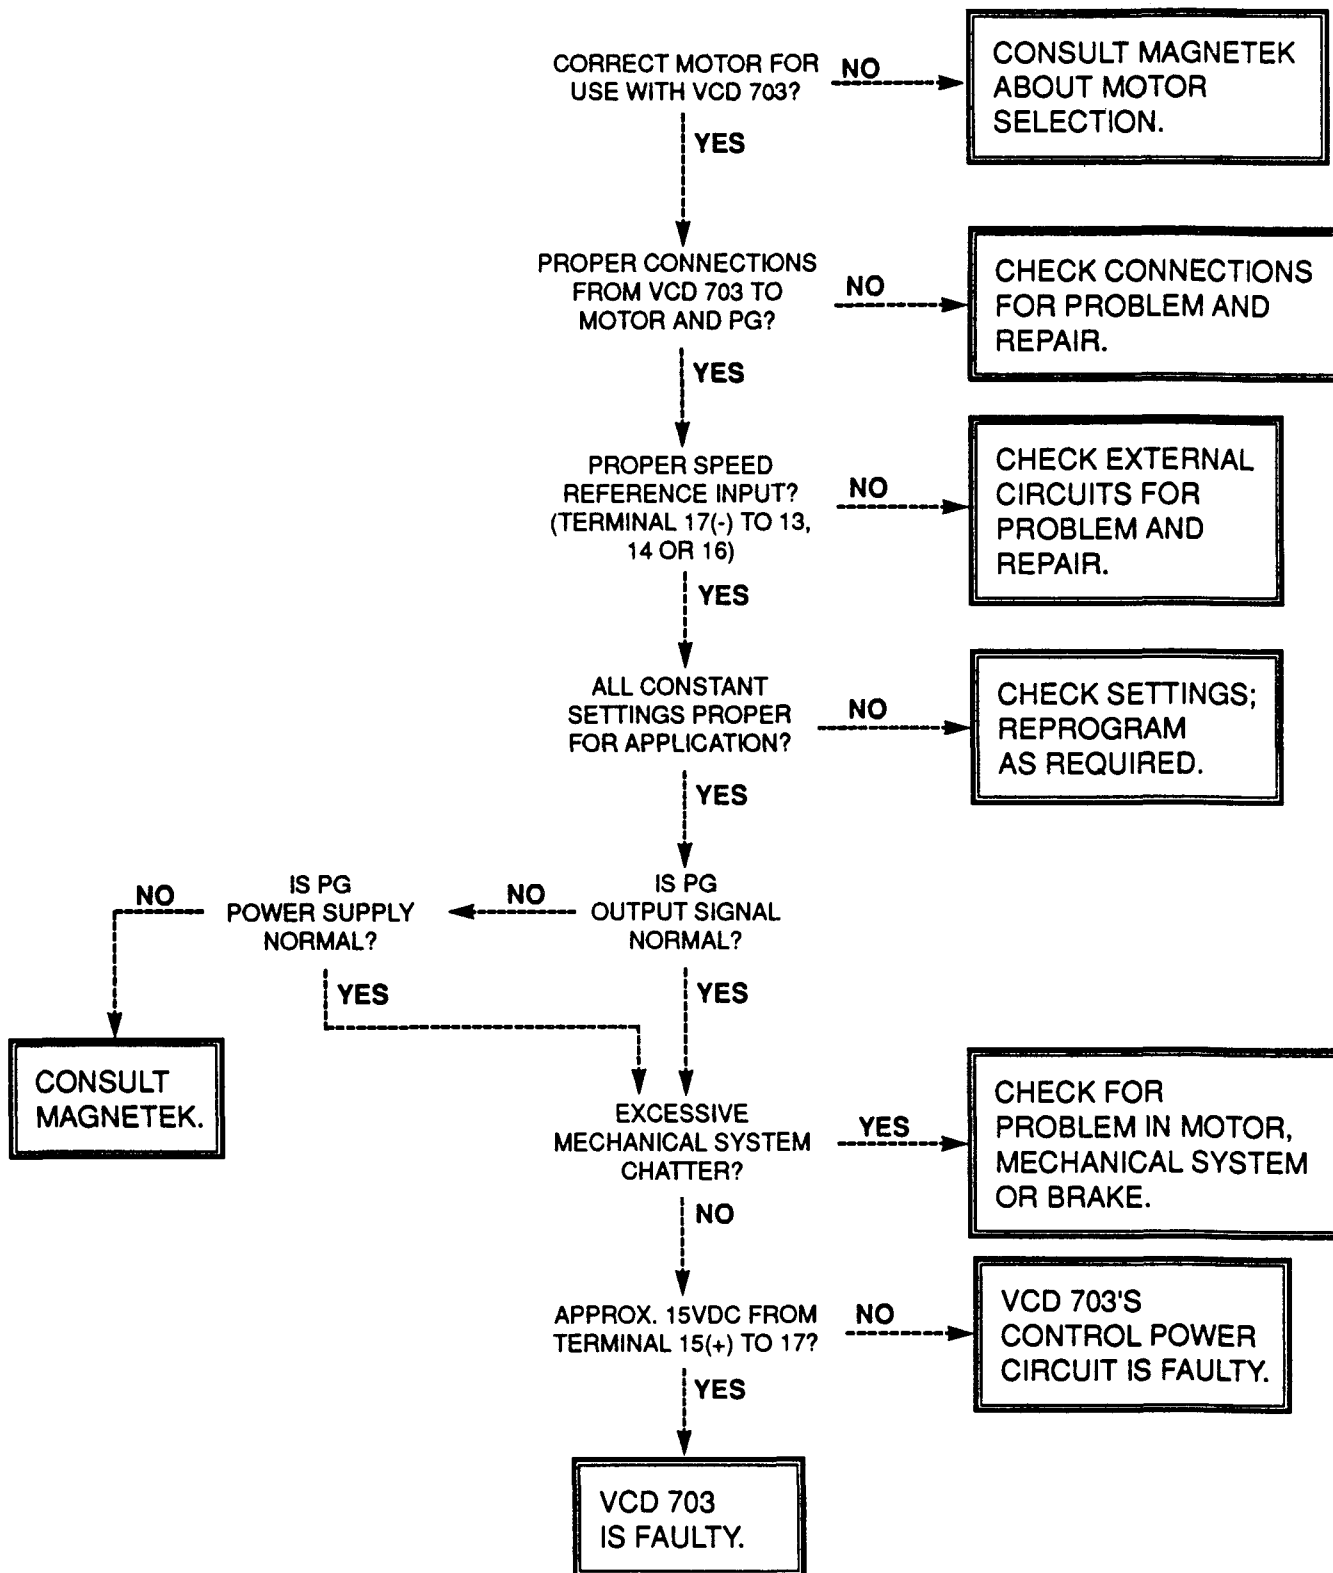 CORRECT MOTOR FOR
USE WITH VCD 703?
NO
CONSULT MAGNETEK
ABOUT MOTOR
SELECTION.
YES
PROPER CONNECTIONS
FROM VCD 703 TO
MOTOR AND PG?
NO
CHECK CONNECTIONS
FOR PROBLEM AND
REPAIR.
YES
PROPER SPEED
REFERENCE INPUT?
(TERMINAL 17(-) TO 13,
14 OR 16)
NO
CHECK EXTERNAL
CIRCUITS FOR
PROBLEM AND
REPAIR.
YES
ALL CONSTANT
SETTINGS PROPER
FOR APPLICATION?
NO
CHECK SETTINGS;
REPROGRAM
AS REQUIRED.
YES
IS PG
OUTPUT SIGNAL
NORMAL?
NO
IS PG
POWER SUPPLY
NORMAL?
NO
CONSULT
MAGNETEK.
YES
YES
EXCESSIVE
MECHANICAL SYSTEM
CHATTER?
YES
CHECK FOR
PROBLEM IN MOTOR,
MECHANICAL SYSTEM
OR BRAKE.
NO
APPROX. 15VDC FROM
TERMINAL 15(+) TO 17?
NO
VCD 703'S
CONTROL POWER
CIRCUIT IS FAULTY.
YES
VCD 703
IS FAULTY.